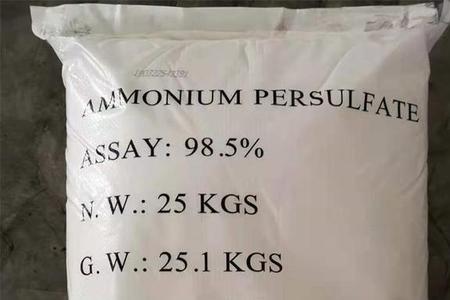 AMMONIUM PERSULFATE
ASSAY: 98.5%
N. W.: 25 KGS
G. W.: 25.1 KGS